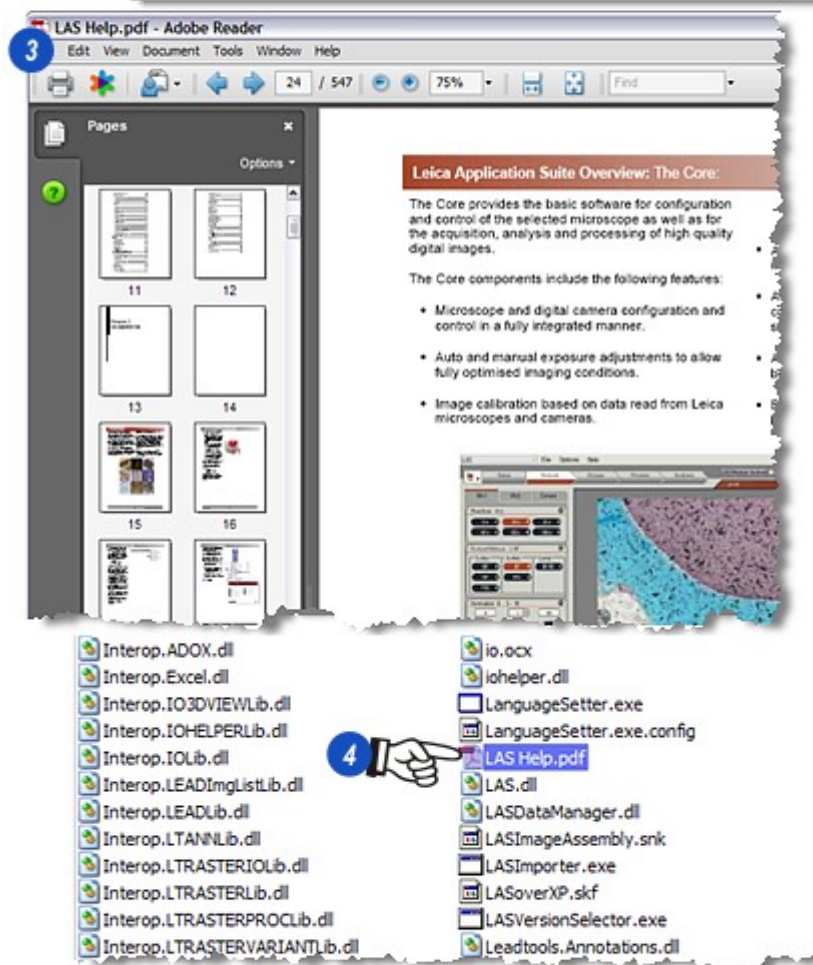 LAS Help.pdf - Adobe Reader
3
Edit View Document Tools Window Help
24 / 547 75% Find
Pages
Options
11 12
13 14
15 16
Leica Application Suite Overview: The Core:
The Core provides the basic software for configuration
and control of the selected microscope as well as for
the acquisition, analysis and processing of high quality
digital images.
The Core components include the following features:
• Microscope and digital camera configuration and
control in a fully integrated manner.
• Auto and manual exposure adjustments to allow
fully optimised imaging conditions.
• Image calibration based on data read from Leica
microscopes and cameras.
Interop.ADOX.dll
Interop.Excel.dll
Interop.IO3DVIEWLib.dll
Interop.IOHELPERLib.dll
Interop.IOLib.dll
Interop.LEADImgListLib.dll
Interop.LEADLib.dll
Interop.LTANNLib.dll
Interop.LTRASTERIOLib.dll
Interop.LTRASTERLib.dll
Interop.LTRASTERPROCLib.dll
Interop.LTRASTERVARIANTLib.dll
4
io.ocx
iohelper.dll
LanguageSetter.exe
LanguageSetter.exe.config
LAS Help.pdf
LAS.dll
LASDataManager.dll
LASImageAssembly.snk
LASImporter.exe
LASoverXP.skf
LASVersionSelector.exe
Leadtools.Annotations.dll